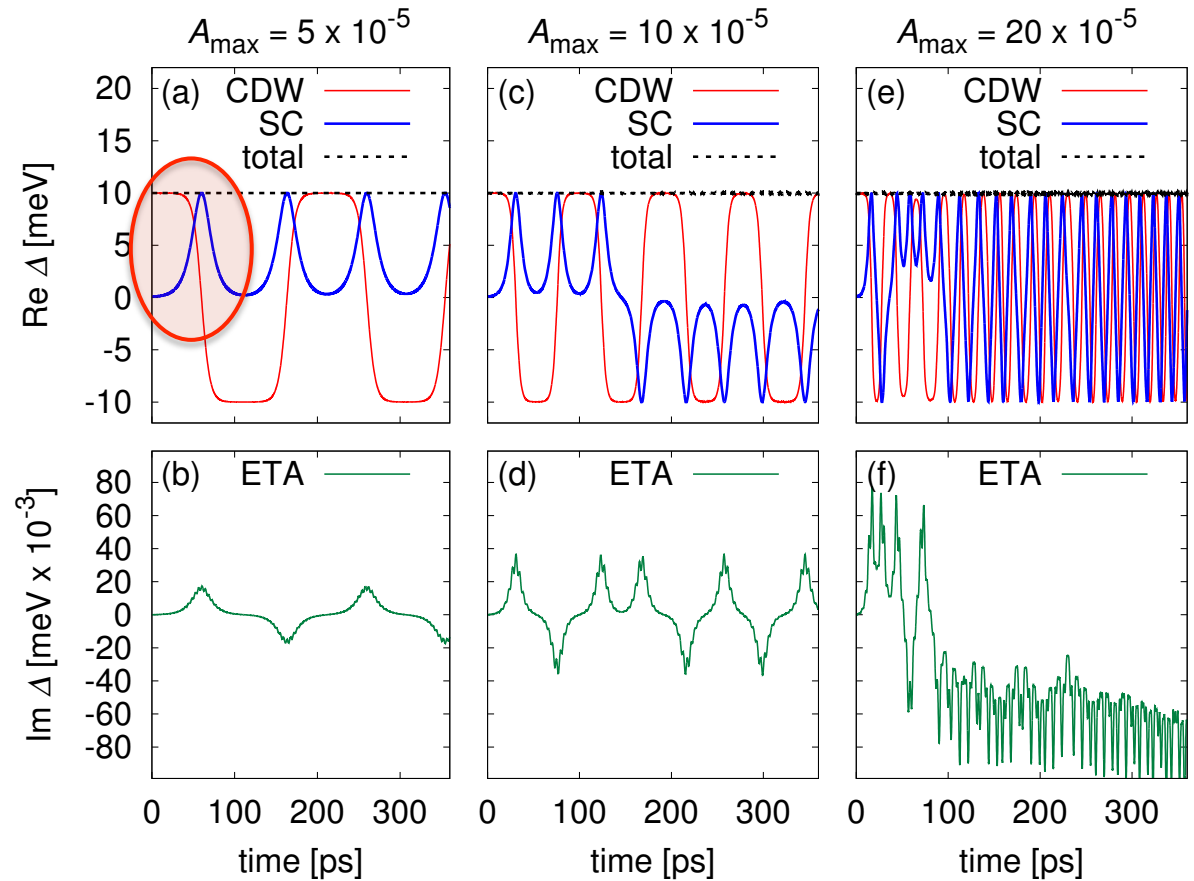 A_max = 5 x 10^-5
A_max = 10 x 10^-5
A_max = 20 x 10^-5
Re Δ [meV]
20
15
10
5
0
-5
-10
(a)
CDW
SC
total
(c)
CDW
SC
total
(e)
CDW
SC
total
Im Δ [meV x 10^-3]
80
60
40
20
0
-20
-40
-60
-80
(b)
ETA
(d)
ETA
(f)
ETA
0 100 200 300
0 100 200 300
0 100 200 300
time [ps]
time [ps]
time [ps]